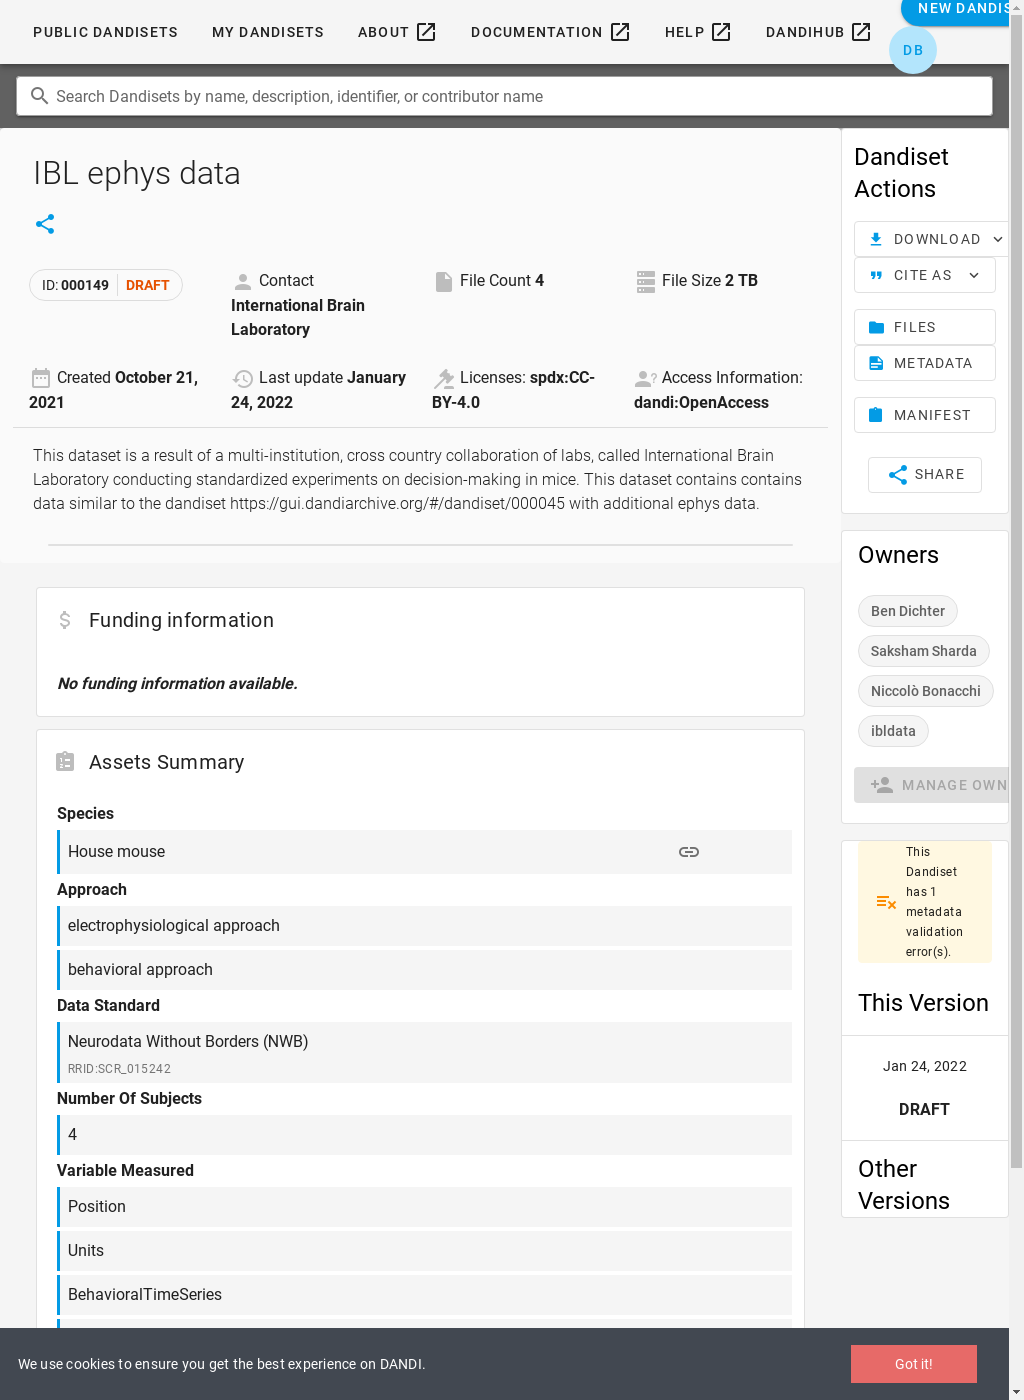 PUBLIC DANDISETS
MY DANDISETS
ABOUT
DOCUMENTATION
HELP
DANDIHUB
NEW DANDIS
DB
Search Dandisets by name, description, identifier, or contributor name
IBL ephys data
ID: 000149 DRAFT
Contact
International Brain
Laboratory
File Count 4
File Size 2 TB
Created October 21,
2021
Last update January
24, 2022
Licenses: spdx:CC-
BY-4.0
Access Information:
dandi:OpenAccess
This dataset is a result of a multi-institution, cross country collaboration of labs, called International Brain
Laboratory conducting standardized experiments on decision-making in mice. This dataset contains contains
data similar to the dandiset https://gui.dandiarchive.org/#/dandiset/000045 with additional ephys data.
Funding information
No funding information available.
Assets Summary
Species
House mouse
Approach
electrophysiological approach
behavioral approach
Data Standard
Neurodata Without Borders (NWB)
RRID:SCR_015242
Number Of Subjects
4
Variable Measured
Position
Units
BehavioralTimeSeries
Dandiset
Actions
DOWNLOAD
CITE AS
FILES
METADATA
MANIFEST
SHARE
Owners
Ben Dichter
Saksham Sharda
Niccolò Bonacchi
ibldata
MANAGE OWN
This
Dandiset
has 1
metadata
validation
error(s).
This Version
Jan 24, 2022
DRAFT
Other
Versions
We use cookies to ensure you get the best experience on DANDI.
Got it!